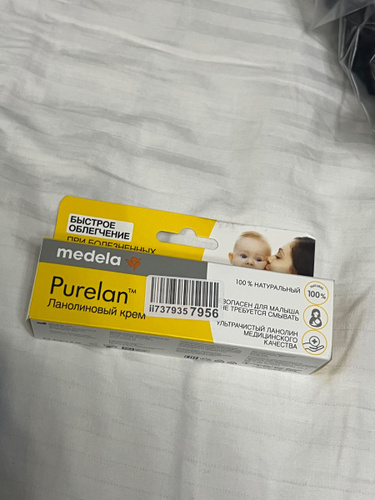 БЫСТРОЕ
ОБЛЕГЧЕНИЕ
ПРИ БОЛЕЗНЕННЫХ
medela
Purelan™
Ланолиновый крем
ii7379357956
100% НАТУРАЛЬНЫЙ
100%
ДЛЯ МАЛЫША
НЕ ТРЕБУЕТСЯ СМЫВАТЬ
УЛЬТРАЧИСТЫЙ ЛАНОЛИН
МЕДИЦИНСКОГО
КАЧЕСТВА